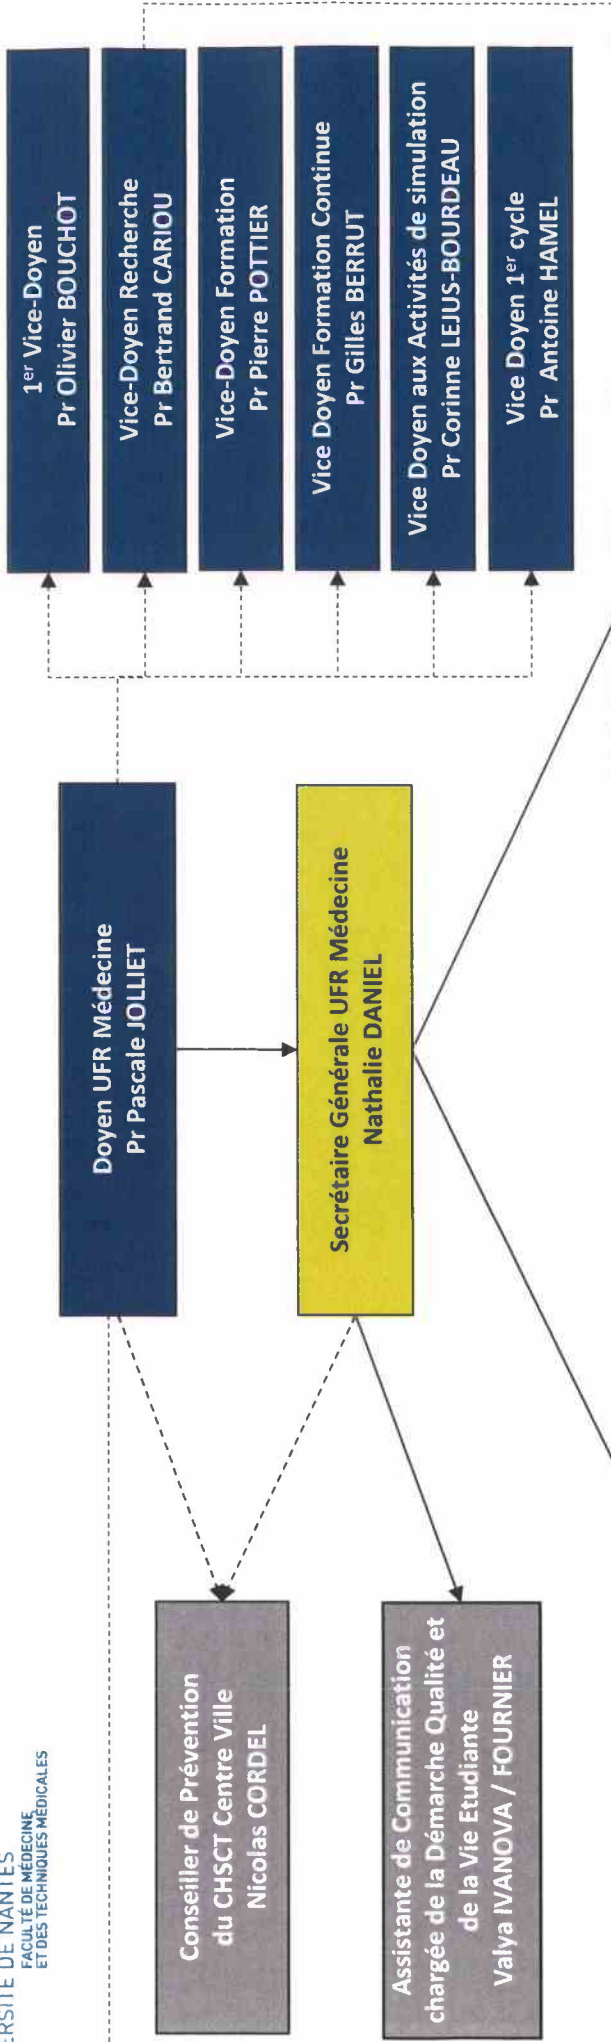 ERSITÉ DE NANTES
FACULTÉ DE MÉDECINE
ET DES TECHNIQUES MÉDICALES
Doyen UFR Médecine
Pr Pascale JOLLIET
Secrétaire Générale UFR Médecine
Nathalie DANIEL
Conseiller de Prévention
du CHSCT Centre Ville
Nicolas CORDEL
Assistante de Communication
chargée de la Démarche Qualité et
de la Vie Etudiante
Valya IVANOVA / FOURNIER
1er Vice-Doyen
Pr Olivier BOUCHOT
Vice-Doyen Recherche
Pr Bertrand CARIOU
Vice-Doyen Formation
Pr Pierre POTTIER
Vice Doyen Formation Continue
Pr Gilles BERRUT
Vice Doyen aux Activités de simulation
Pr Corinne LEJUS-BOURDEAU
Vice Doyen 1er cycle
Pr Antoine HAMEL